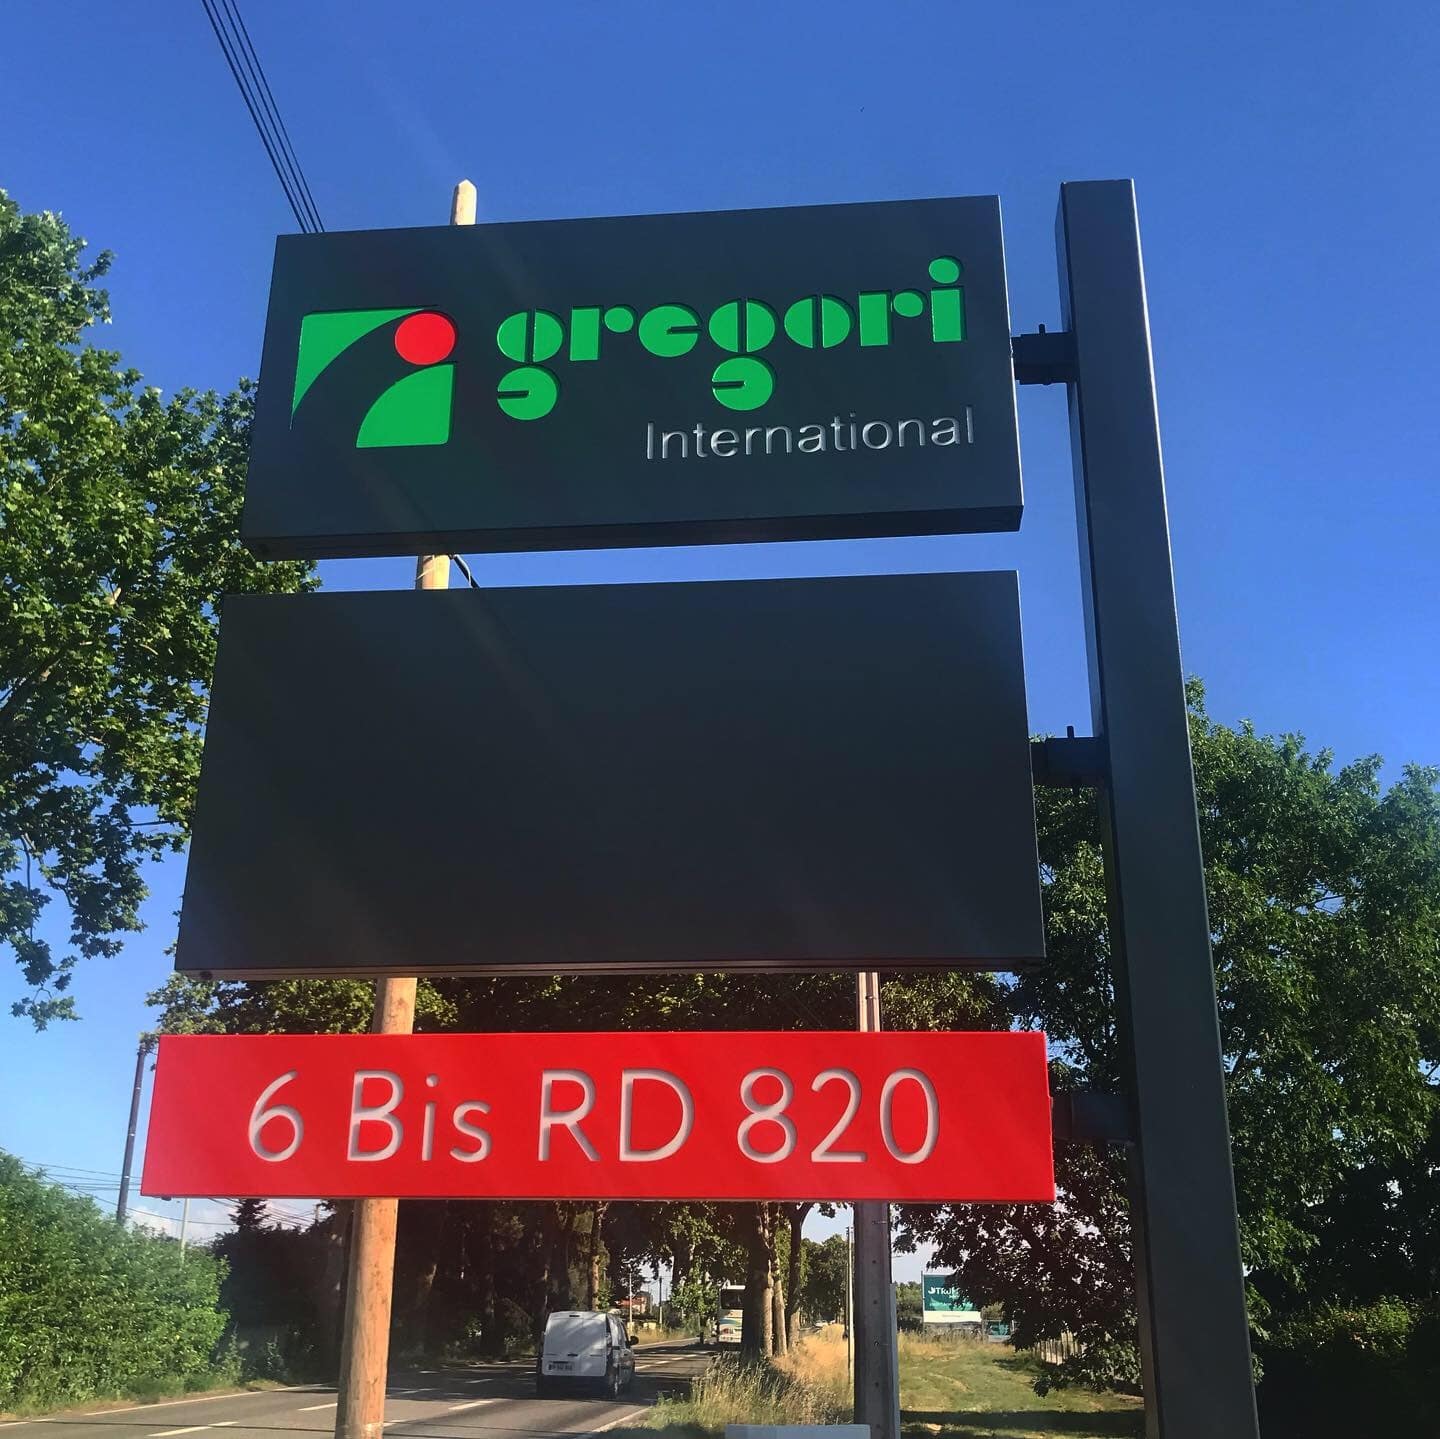 gregori
International
6 Bis RD 820